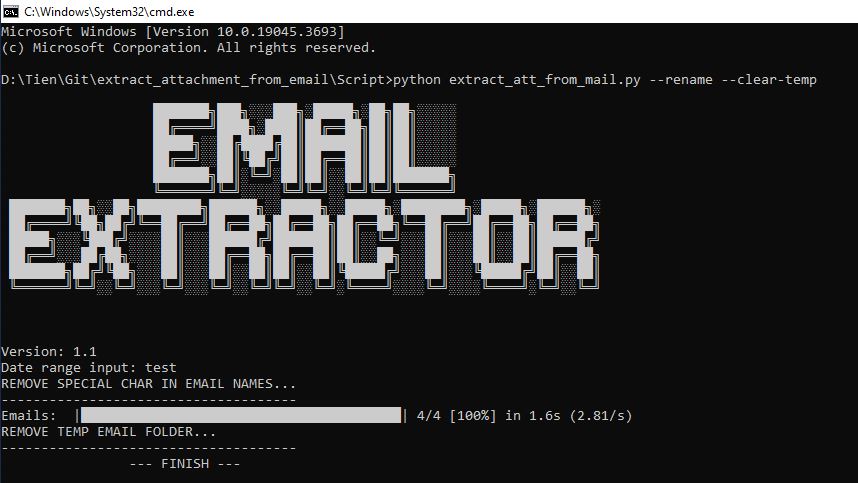 C:\Windows\System32\cmd.exe
Microsoft Windows [Version 10.0.19045.3693]
(c) Microsoft Corporation. All rights reserved.
D:\Tien\Git\extract_attachment_from_email\Script>python extract_att_from_mail.py --rename --clear-temp
EMAIL
EXTRACTOR
Version: 1.1
Date range input: test
REMOVE SPECIAL CHAR IN EMAIL NAMES...
-------------------------------------
Emails:  |████████████████████████████████████████| 4/4 [100%] in 1.6s (2.81/s)
REMOVE TEMP EMAIL FOLDER...
-------------------------------------
--- FINISH ---